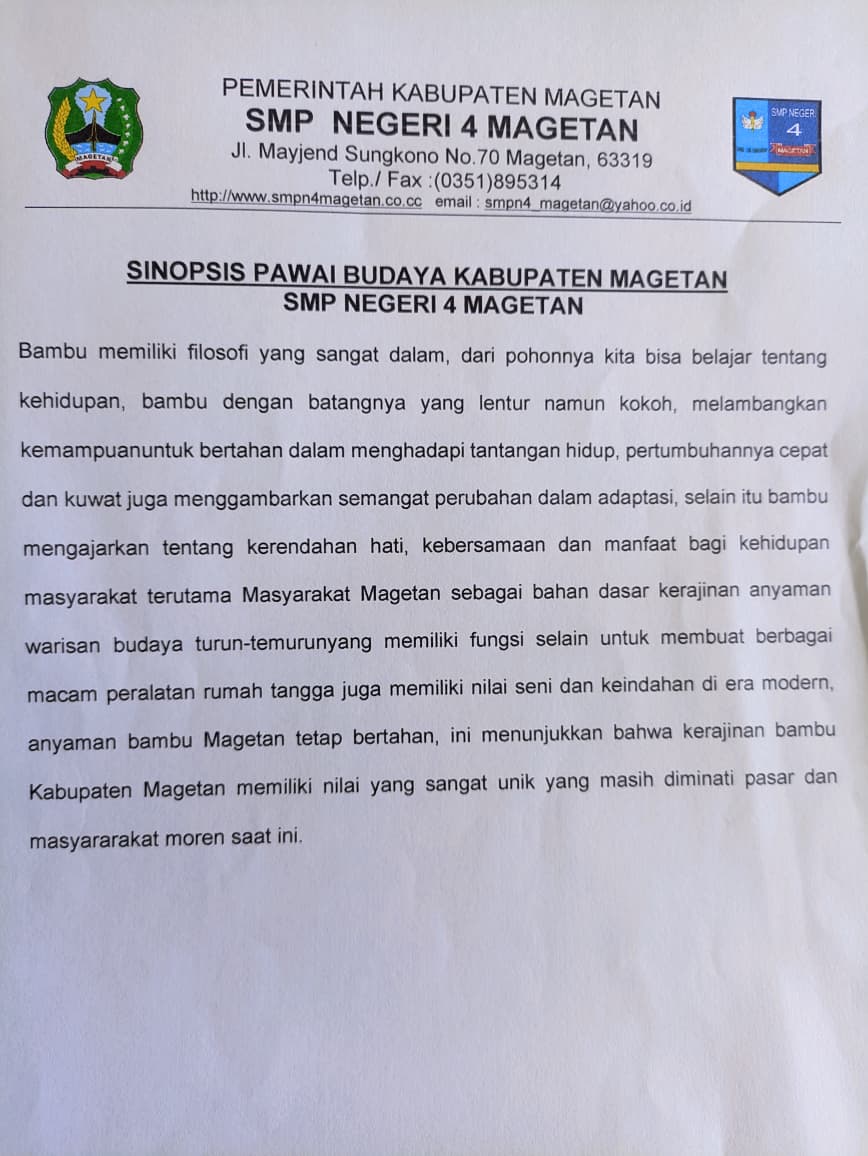 PEMERINTAH KABUPATEN MAGETAN
SMP NEGERI 4 MAGETAN
Jl. Mayjend Sungkono No.70 Magetan, 63319
Telp./ Fax :(0351)895314
http://www.smpn4magetan.co.cc email : smpn4_magetan@yahoo.co.id
MAGETAN
SMP NEGERI
4
MAGETAN
SINOPSIS PAWAI BUDAYA KABUPATEN MAGETAN
SMP NEGERI 4 MAGETAN
Bambu memiliki filosofi yang sangat dalam, dari pohonnya kita bisa belajar tentang
kehidupan, bambu dengan batangnya yang lentur namun kokoh, melambangkan
kemampuanuntuk bertahan dalam menghadapi tantangan hidup, pertumbuhannya cepat
dan kuwat juga menggambarkan semangat perubahan dalam adaptasi, selain itu bambu
mengajarkan tentang kerendahan hati, kebersamaan dan manfaat bagi kehidupan
masyarakat terutama Masyarakat Magetan sebagai bahan dasar kerajinan anyaman
warisan budaya turun-temurunyang memiliki fungsi selain untuk membuat berbagai
macam peralatan rumah tangga juga memiliki nilai seni dan keindahan di era modern,
anyaman bambu Magetan tetap bertahan, ini menunjukkan bahwa kerajinan bambu
Kabupaten Magetan memiliki nilai yang sangat unik yang masih diminati pasar dan
masyararakat moren saat ini.